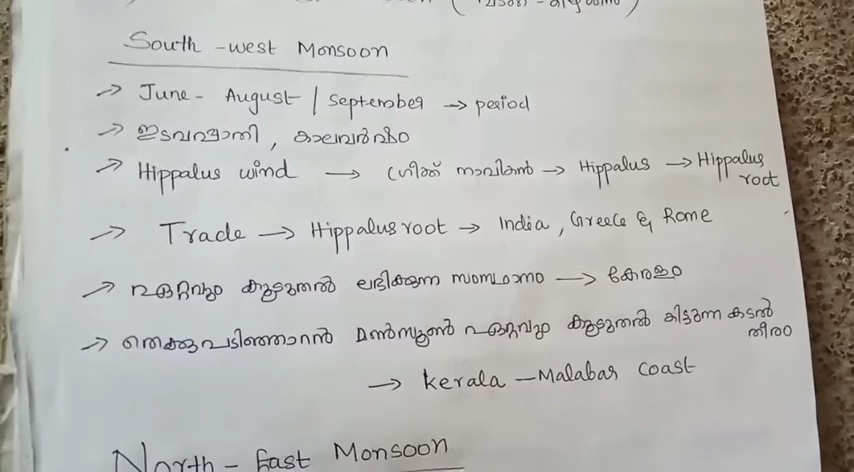 South - west Monsoon
→ June - August / September → period
→ ഇടവപ്പാതി, കാലവർഷം
→ Hippalus wind → ഗ്രീക്ക് നാവികൻ → Hippalus → Hippalus root
→ Trade → Hippalus root → India, Greece & Rome
→ ഏറ്റവും കൂടുതൽ ലഭിക്കുന്ന സംസ്ഥാനം → കേരളം
→ തെക്കുപടിഞ്ഞാറൻ മൺസൂൺ ഏറ്റവും കൂടുതൽ കിട്ടുന്ന കടൽ തീരം
→ Kerala - Malabar coast
North - East Monsoon